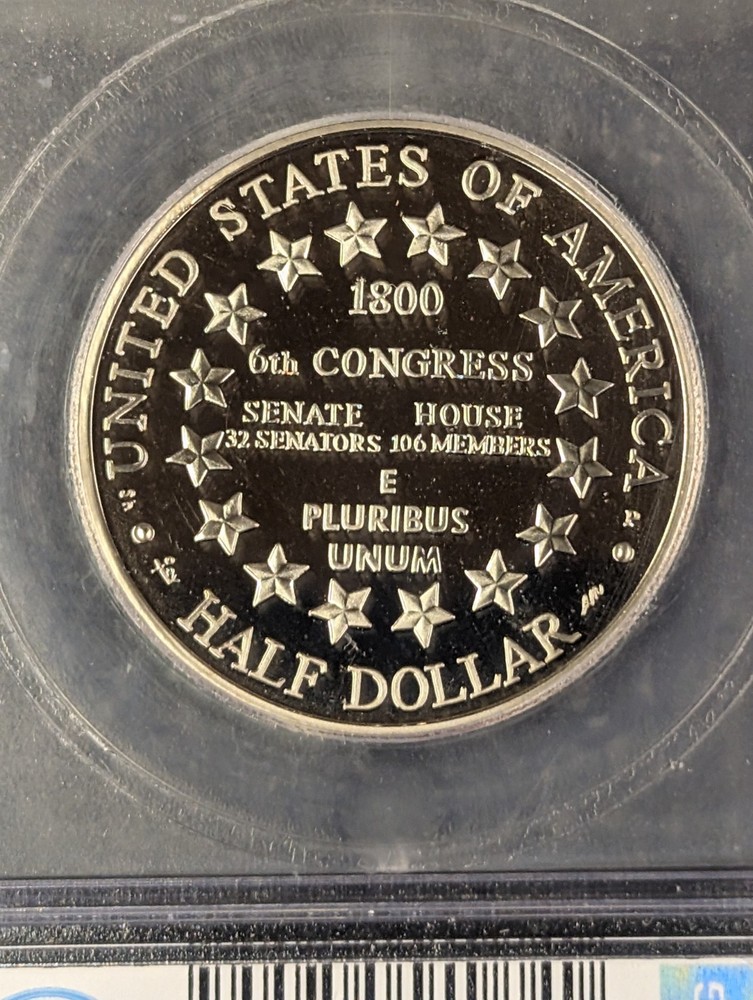 UNITED STATES OF AMERICA
1800
6th CONGRESS
SENATE HOUSE
32 SENATORS 106 MEMBERS
E
PLURIBUS
UNUM
HALF DOLLAR